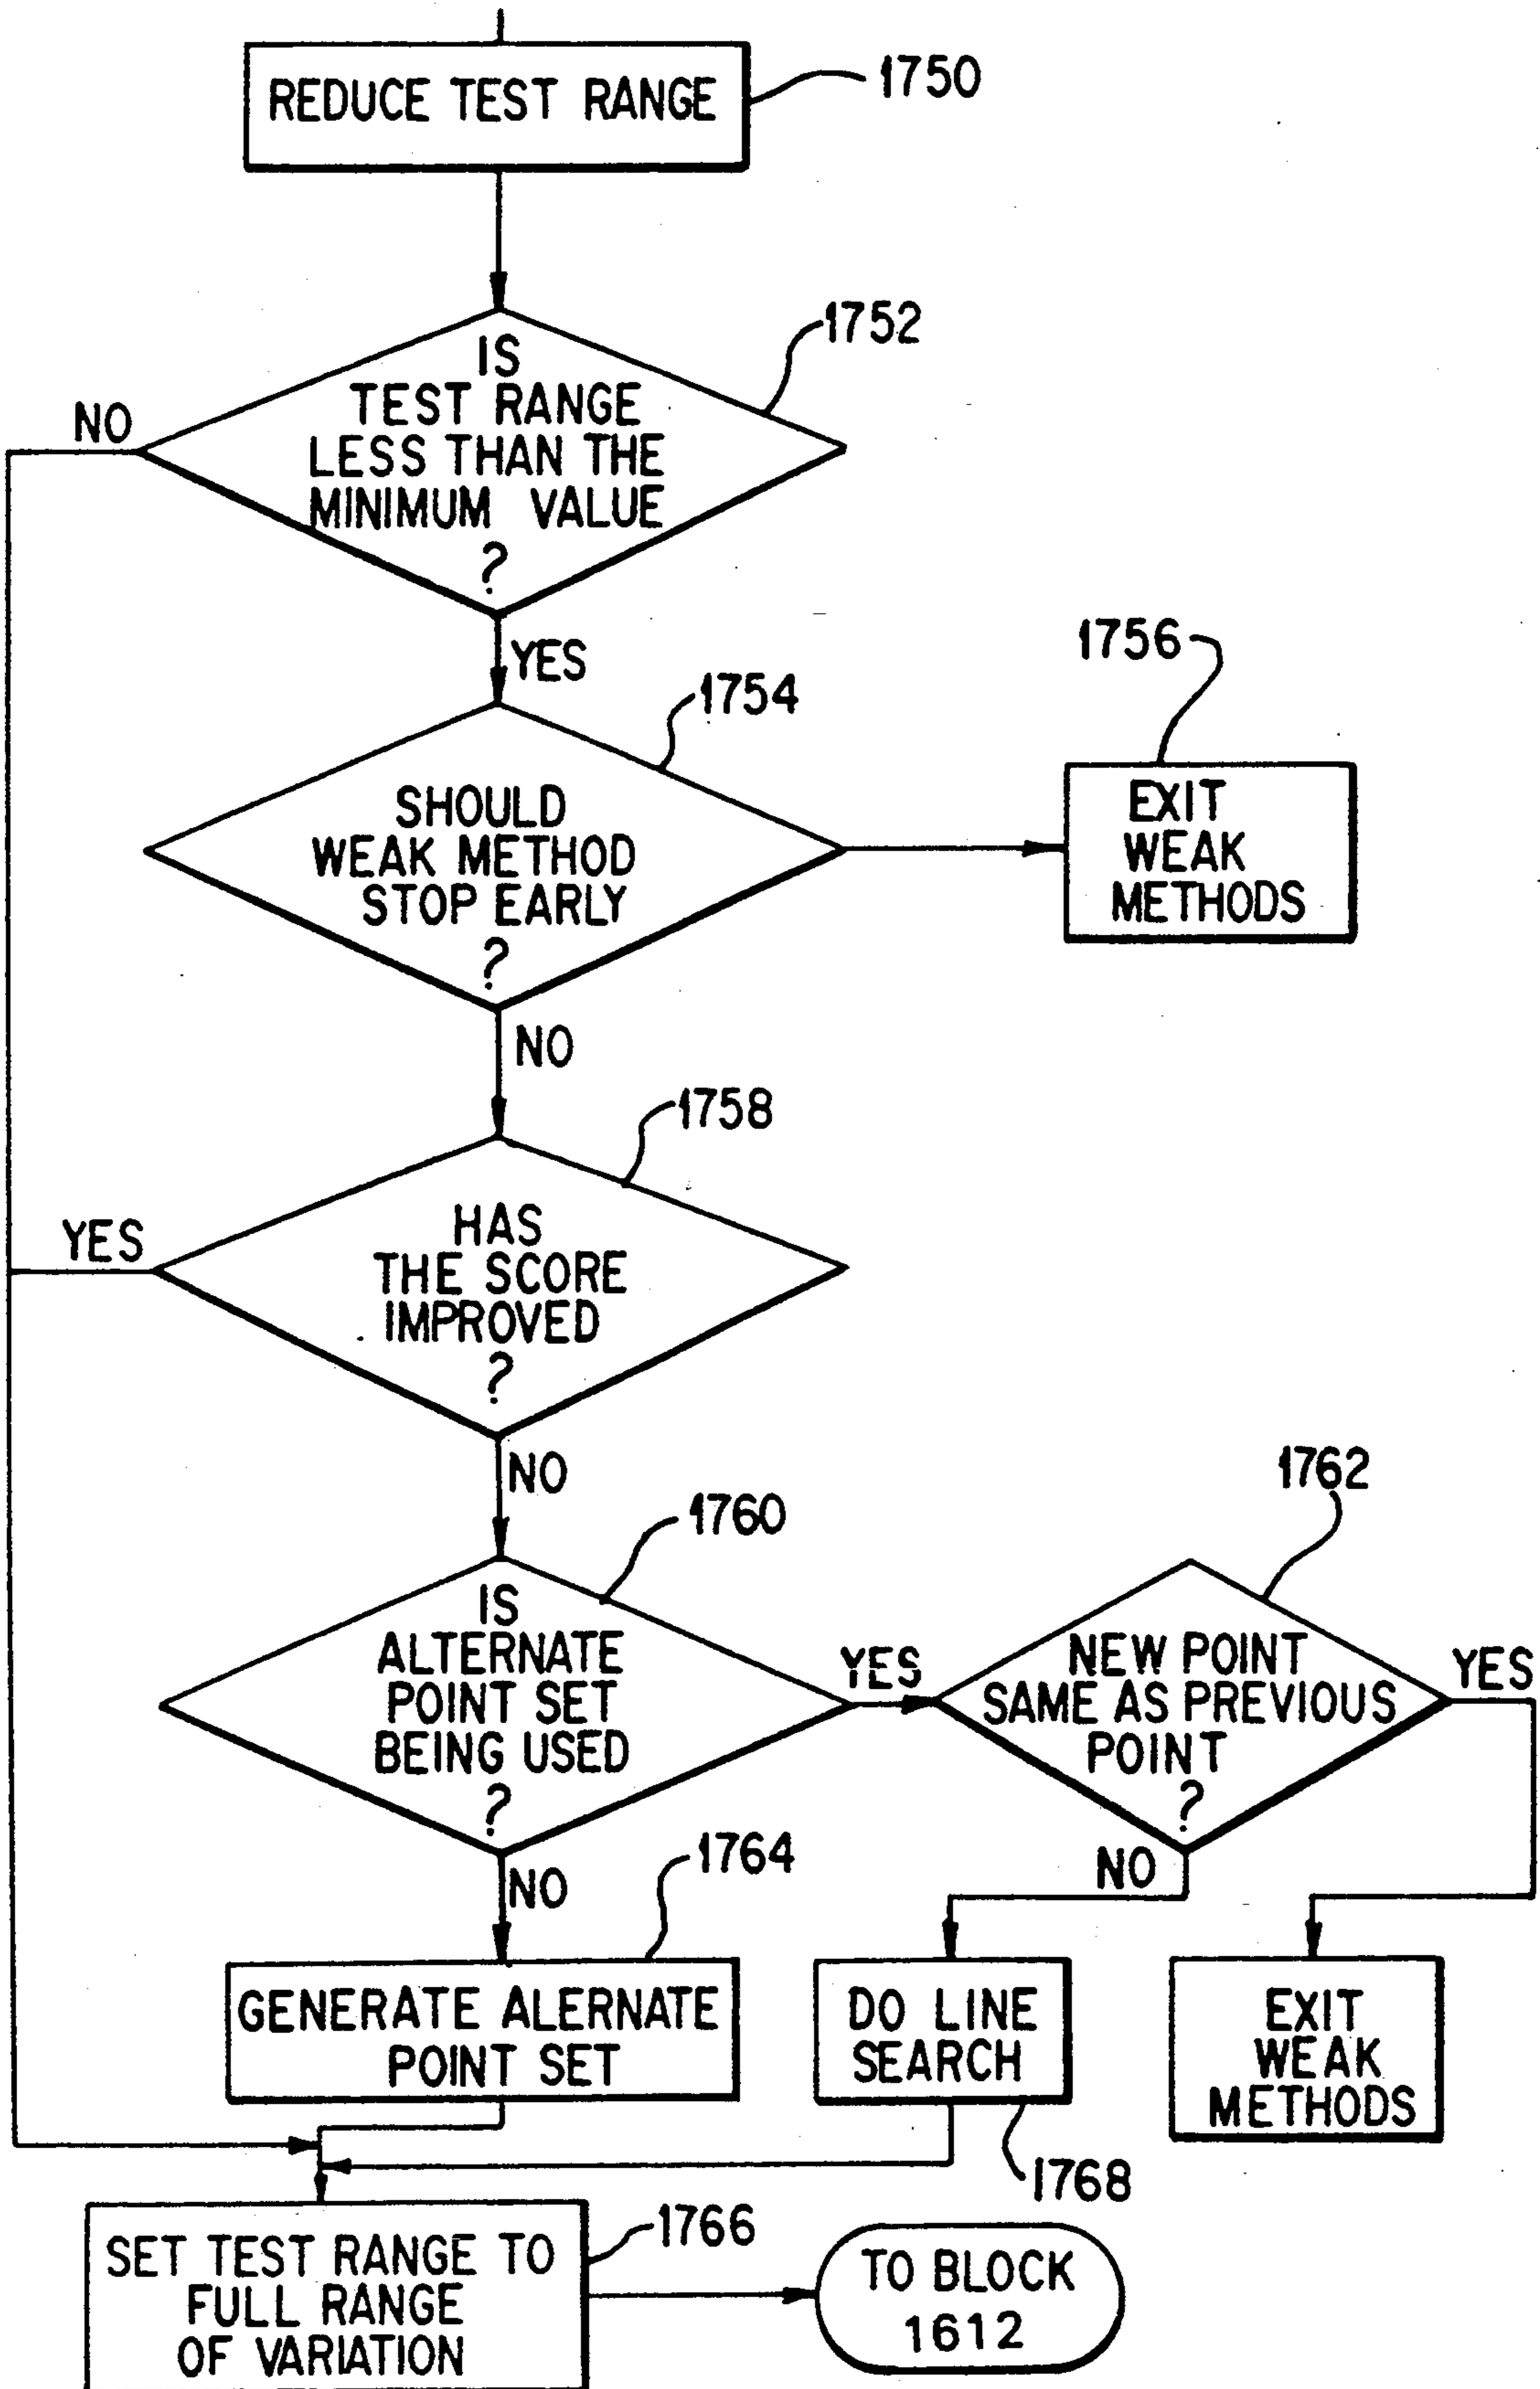 REDUCE TEST RANGE
1750
IS
TEST RANGE
LESS THAN THE
MINIMUM VALUE
?
1752
NO
YES
1754
SHOULD
WEAK METHOD
STOP EARLY
?
1756
EXIT
WEAK
METHODS
NO
1758
HAS
THE SCORE
IMPROVED
?
YES
NO
1760
IS
ALTERNATE
POINT SET
BEING USED
?
YES
1762
NEW POINT
SAME AS PREVIOUS
POINT
?
YES
NO
NO
1764
GENERATE ALERNATE
POINT SET
DO LINE
SEARCH
1768
EXIT
WEAK
METHODS
SET TEST RANGE TO
FULL RANGE
OF VARIATION
1766
TO BLOCK
1612